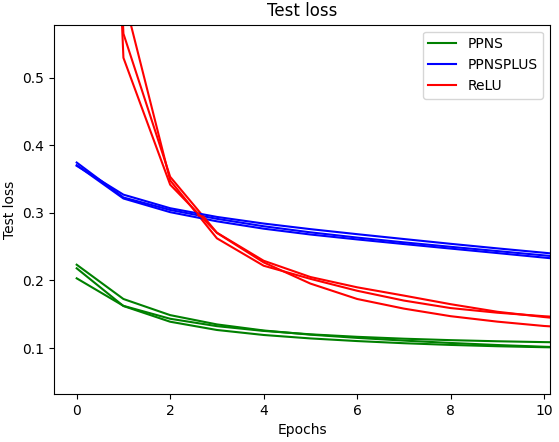 Test loss
PPNS
PPNSPLUS
ReLU
0.5
0.4
0.3
0.2
0.1
Test loss
0 2 4 6 8 10
Epochs